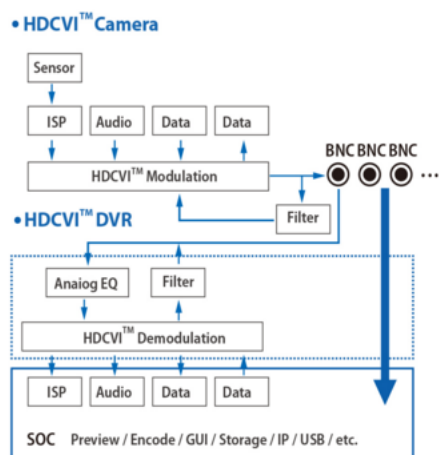 • HDCVI™ Camera
Sensor
ISP Audio Data Data
BNC BNC BNC
HDCVI™ Modulation
...
Filter
• HDCVI™ DVR
Anaiog EQ Filter
HDCVI™ Demodulation
ISP Audio Data Data
SOC Preview / Encode / GUI / Storage / IP / USB / etc.